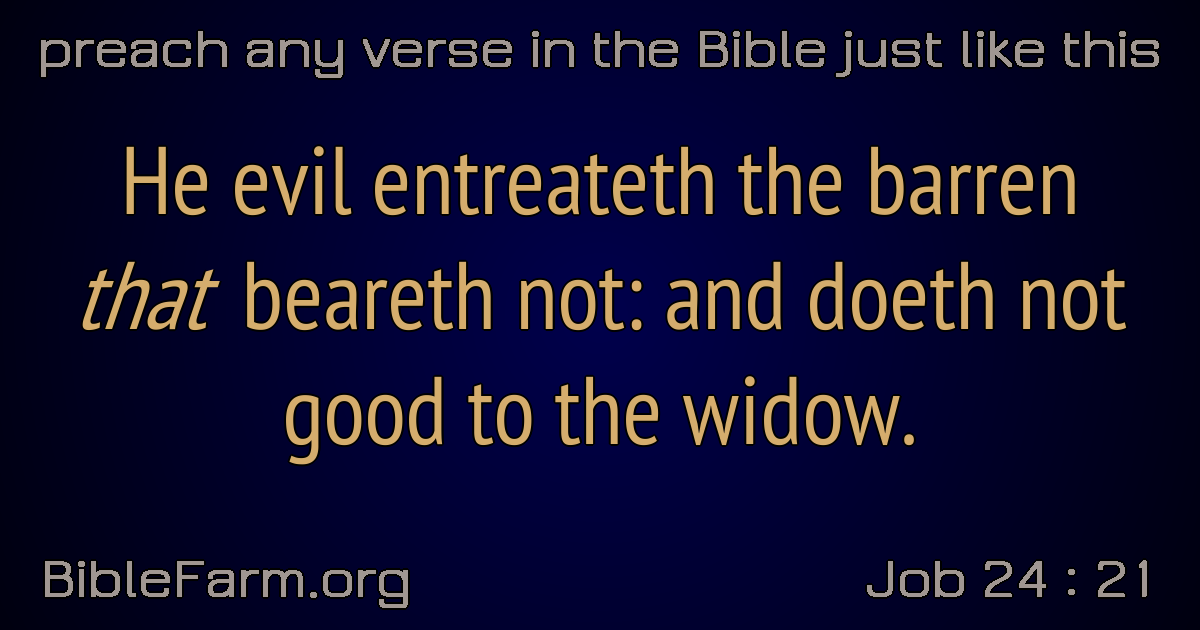 preach any verse in the Bible just like this
He evil entreateth the barren
that beareth not: and doeth not
good to the widow.
BibleFarm.org
Job 24 : 21